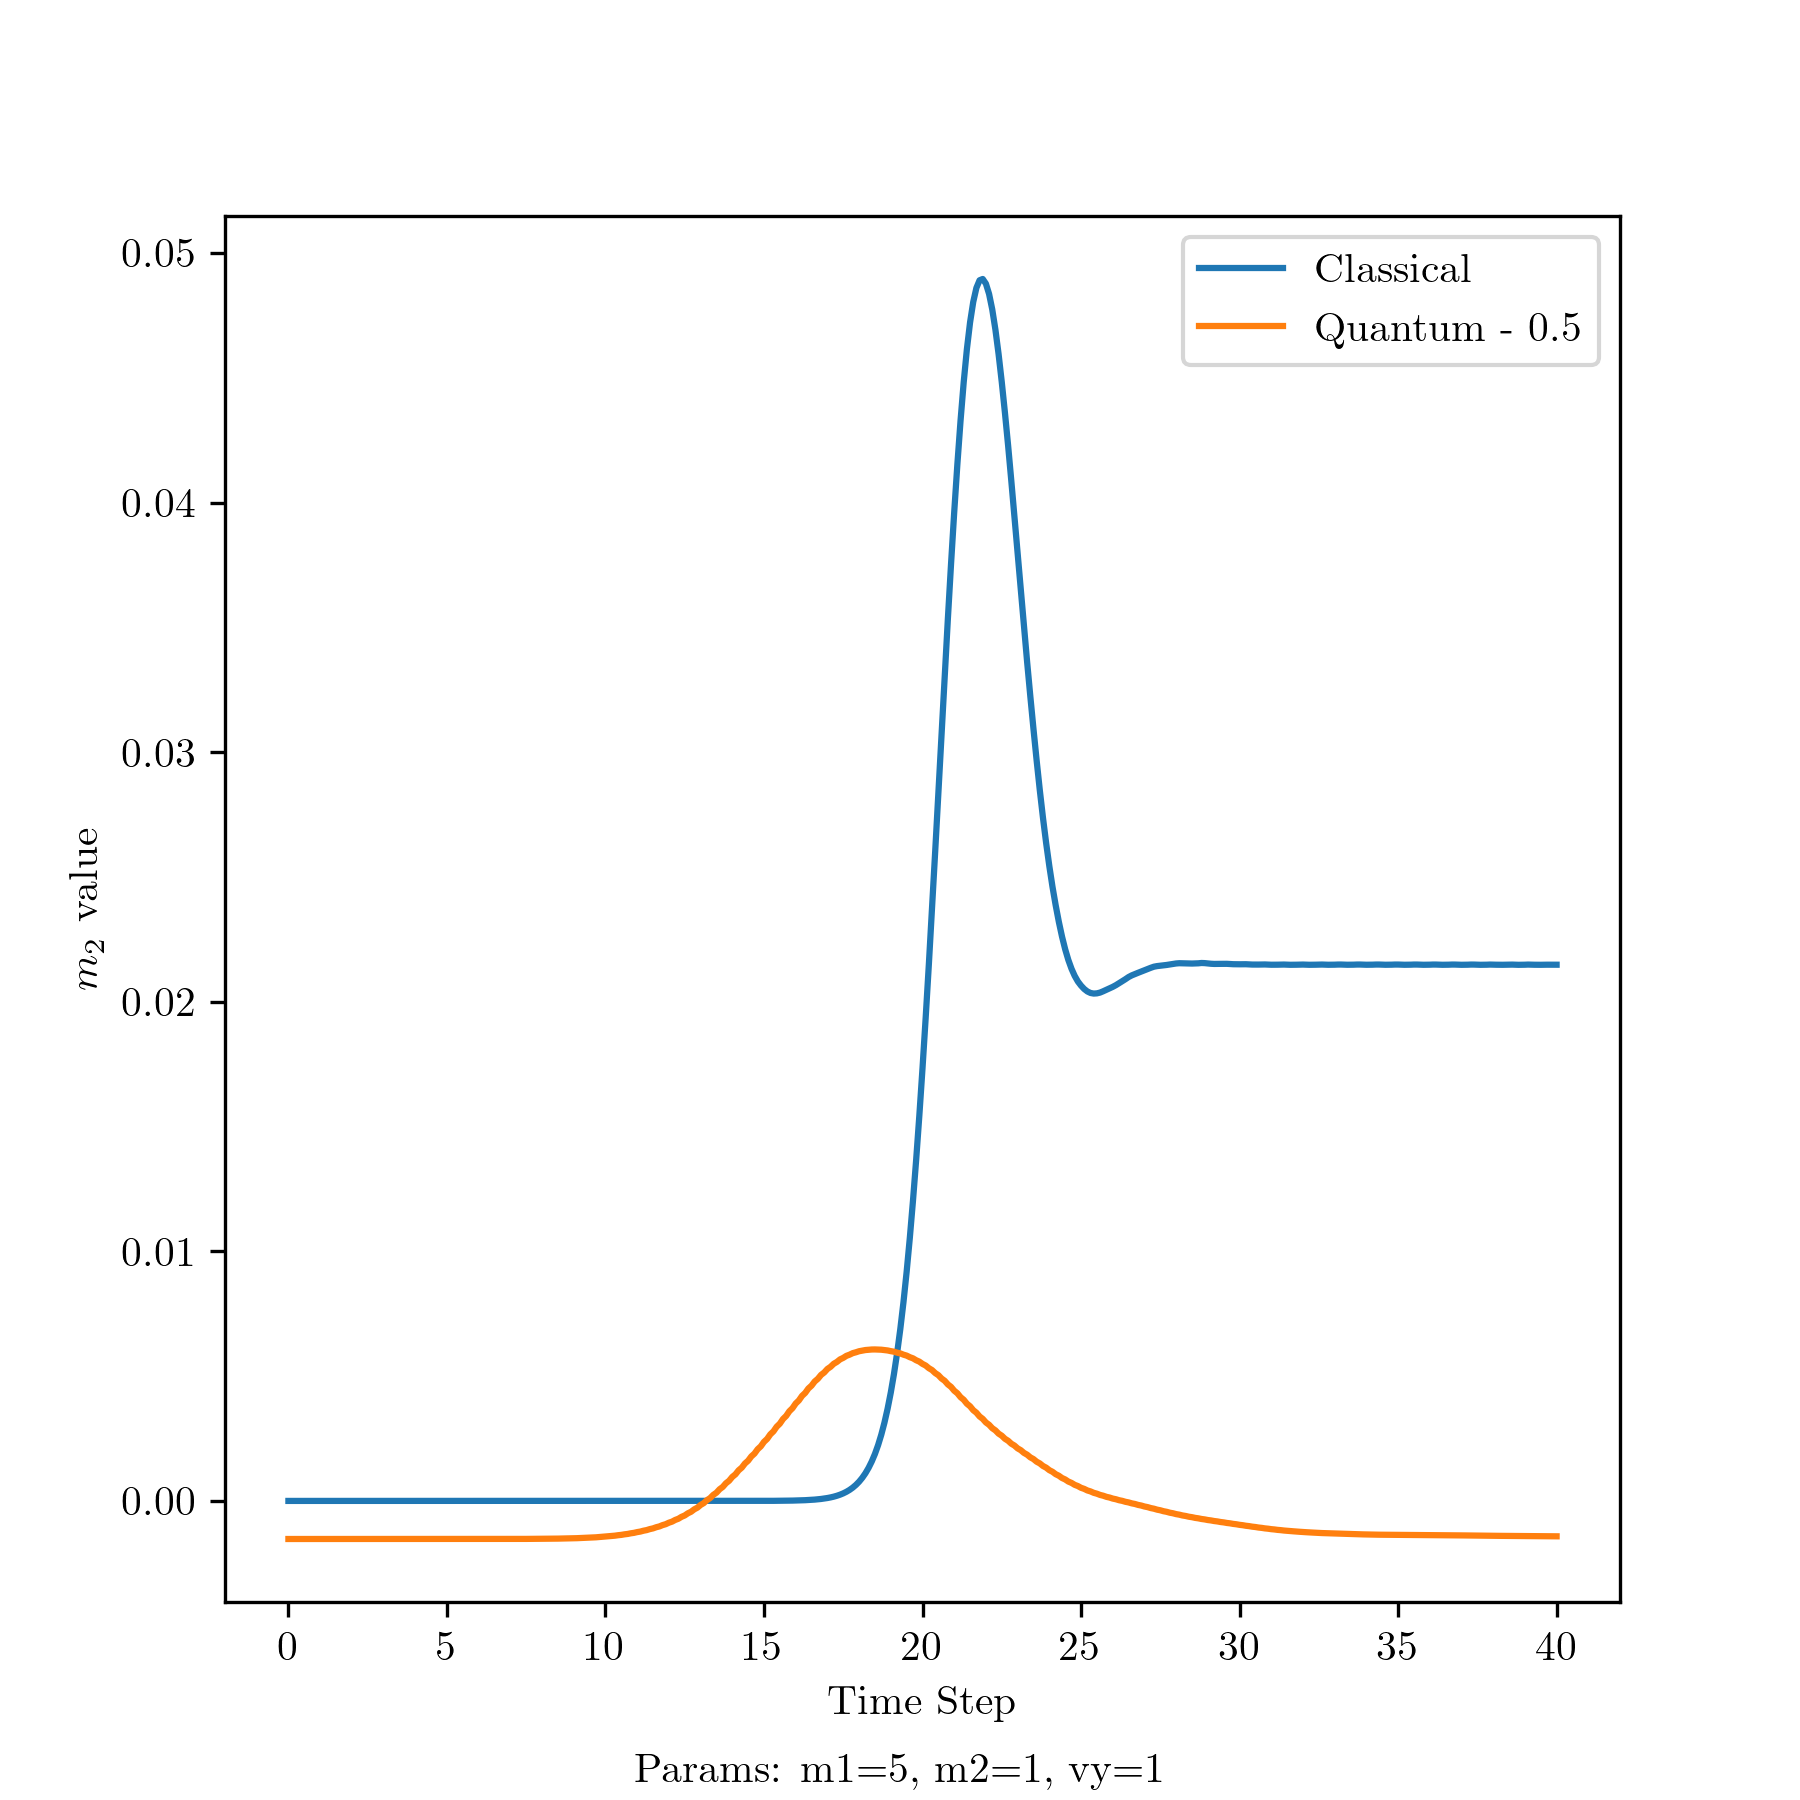 Classical
Quantum - 0.5
0.05
0.04
0.03
0.02
0.01
0.00
m₂ value
0 5 10 15 20 25 30 35 40
Time Step
Params: m1=5, m2=1, vy=1